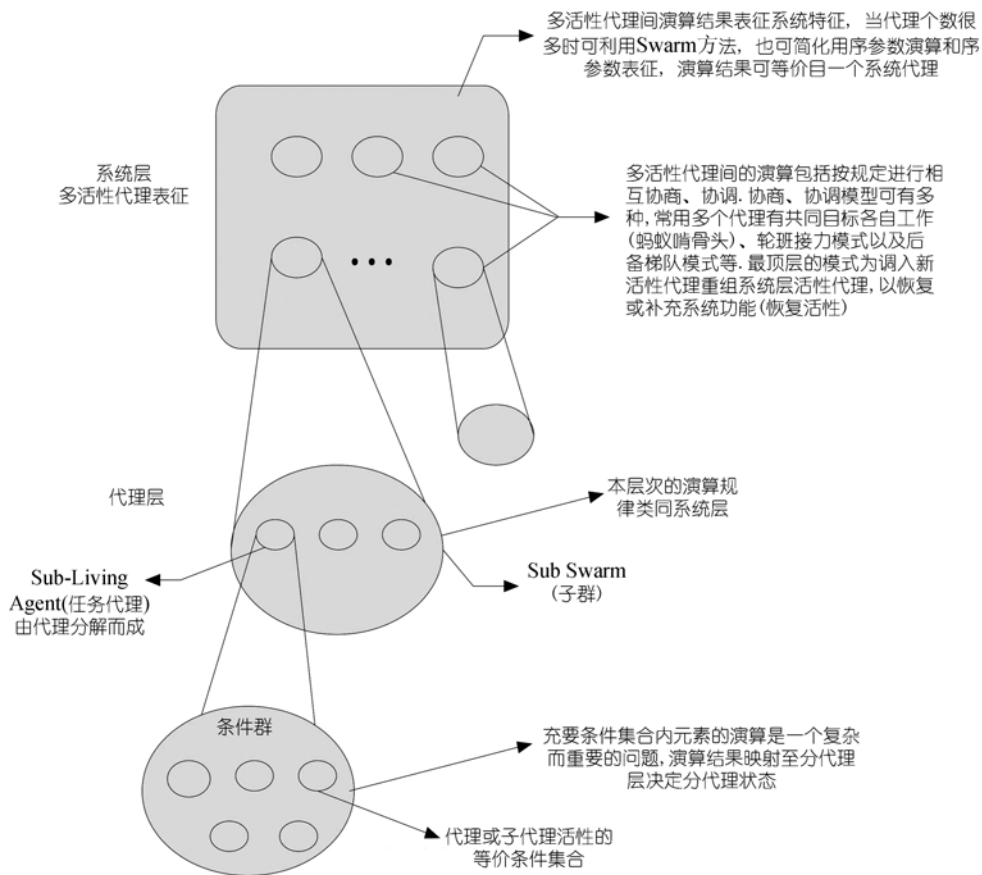 多活性代理间演算结果表征系统特征，当代理个数很
多时可利用Swarm方法，也可简化用序参数演算和序
参数表征，演算结果可等价目一个系统代理
系统层
多活性代理表征
多活性代理间的演算包括按规定进行相
互协商、协调.协商、协调模型可有多
种,常用多个代理有共同目标各自工作
(蚂蚁啃骨头)、轮班接力模式以及后
备梯队模式等.最顶层的模式为调入新
活性代理重组系统层活性代理,以恢复
或补充系统功能(恢复活性)
代理层
本层次的演算规
律类同系统层
Sub-Living
Agent(任务代理)
由代理分解而成
Sub Swarm
(子群)
条件群
充要条件集合内元素的演算是一个复杂
而重要的问题,演算结果映射至分代理
层决定分代理状态
代理或子代理活性的
等价条件集合